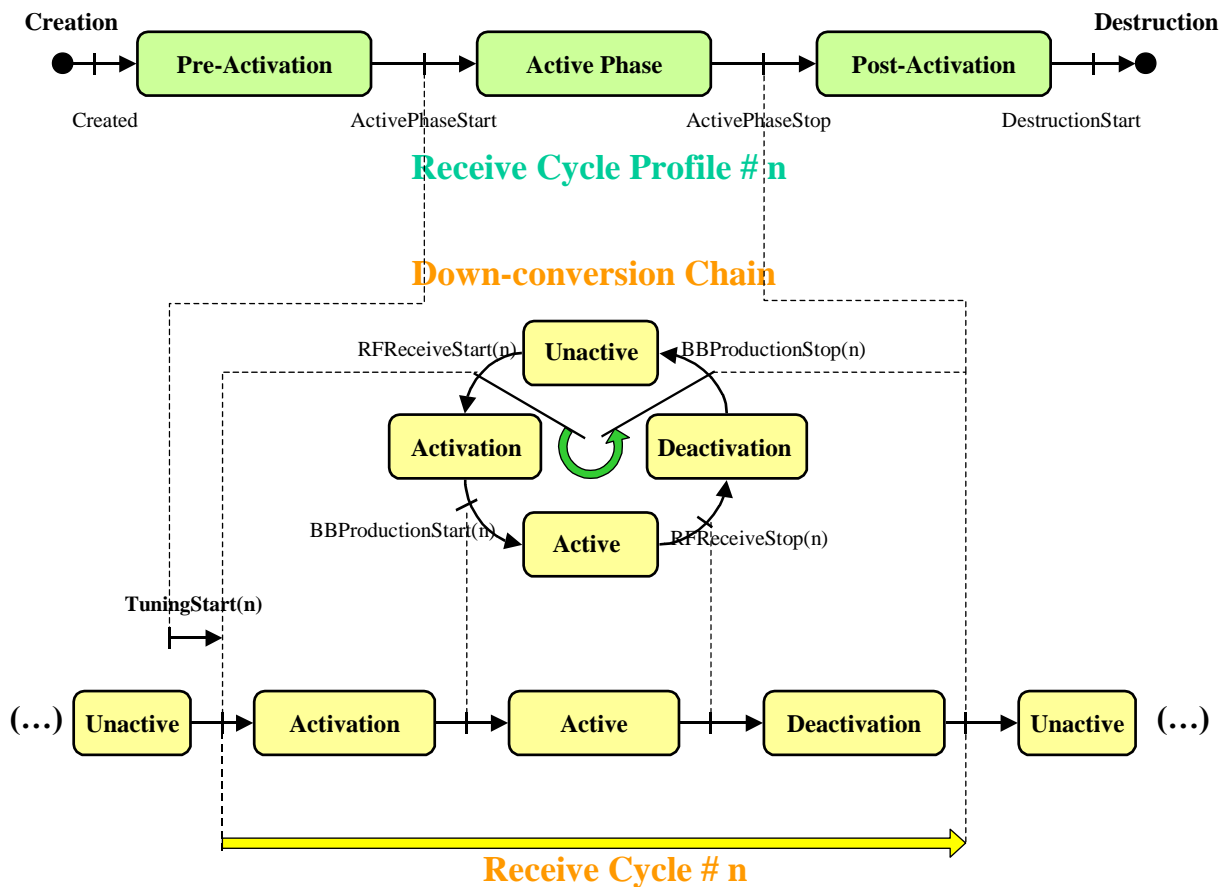 Creation
Destruction
Pre-Activation
Active Phase
Post-Activation
Created
ActivePhaseStart
ActivePhaseStop
DestructionStart
Receive Cycle Profile # n
Down-conversion Chain
RFReceiveStart(n)
Unactive
BBProductionStop(n)
Activation
Deactivation
BBProductionStart(n)
Active
RFReceiveStop(n)
TuningStart(n)
(…)
Unactive
Activation
Active
Deactivation
Unactive
(…)
Receive Cycle # n